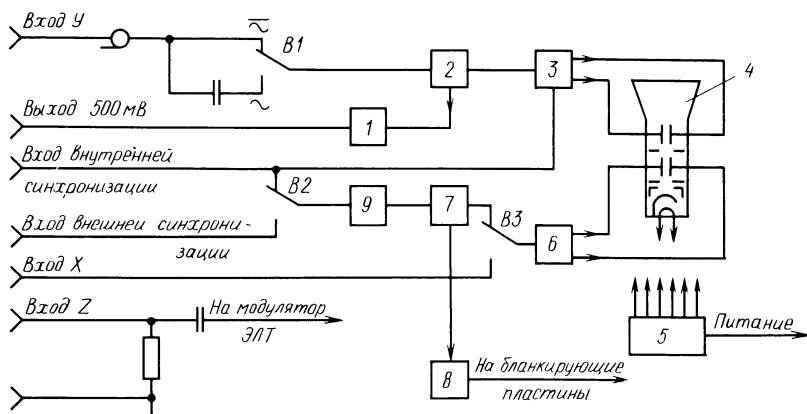 Вход У
В1
2
3
4
Выход 500 мВ
1
Вход внутренней
синхронизации
В2
9
7
В3
6
Вход внешней синхрони-
зации
Вход X
Вход Z
На модулятор
ЭЛТ
5
Питание
8
На бланкирующие
пластины